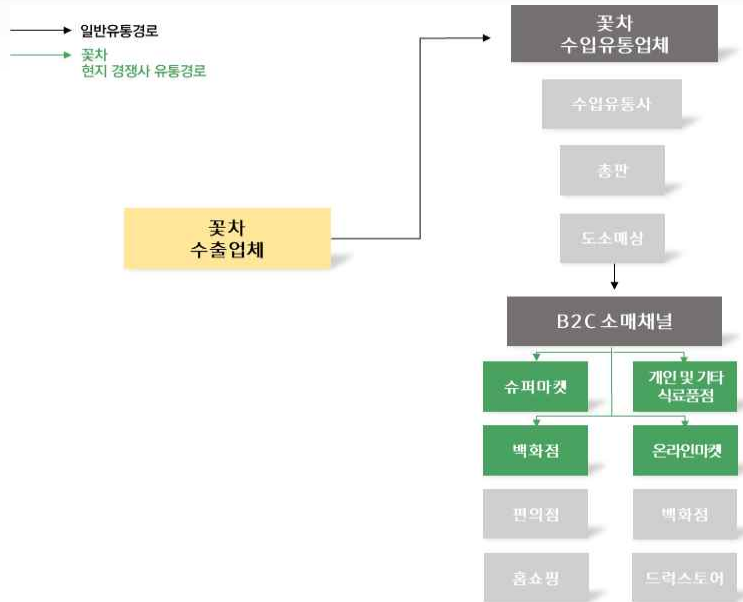 일반유통경로
꽃차
현지 경쟁사 유통경로
꽃차
수입유통업체
수입유통사
총판
꽃차
수출업체
도소매상
B2C 소매채널
슈퍼마켓
개인 및 기타
식료품점
백화점
온라인마켓
편의점
백화점
홈쇼핑
드럭스토어